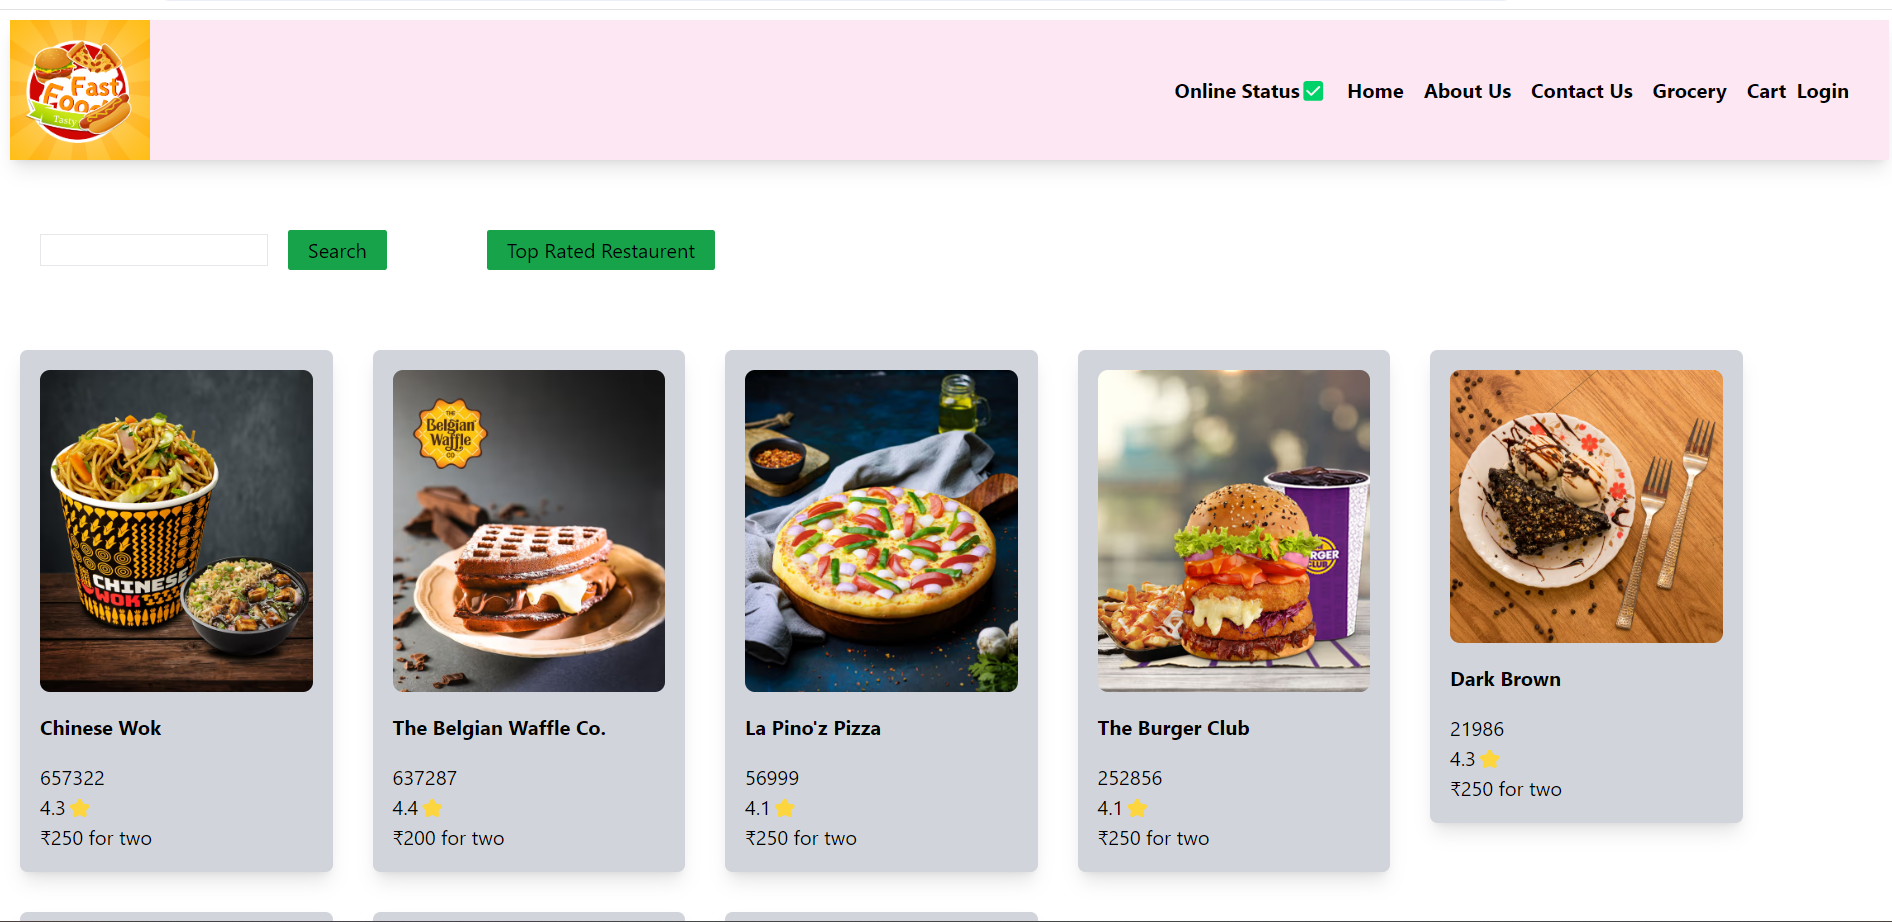 Fast
Food
Tasty
Online Status✅ Home About Us Contact Us Grocery Cart Login
Search
Top Rated Restaurent
CHINESE
WOK
THE
Belgian
Waffle
CO
BURGER
CLUB
Dark Brown
21986
4.3⭐
₹250 for two
Chinese Wok
657322
4.3⭐
₹250 for two
The Belgian Waffle Co.
637287
4.4⭐
₹200 for two
La Pino'z Pizza
56999
4.1⭐
₹250 for two
The Burger Club
252856
4.1⭐
₹250 for two